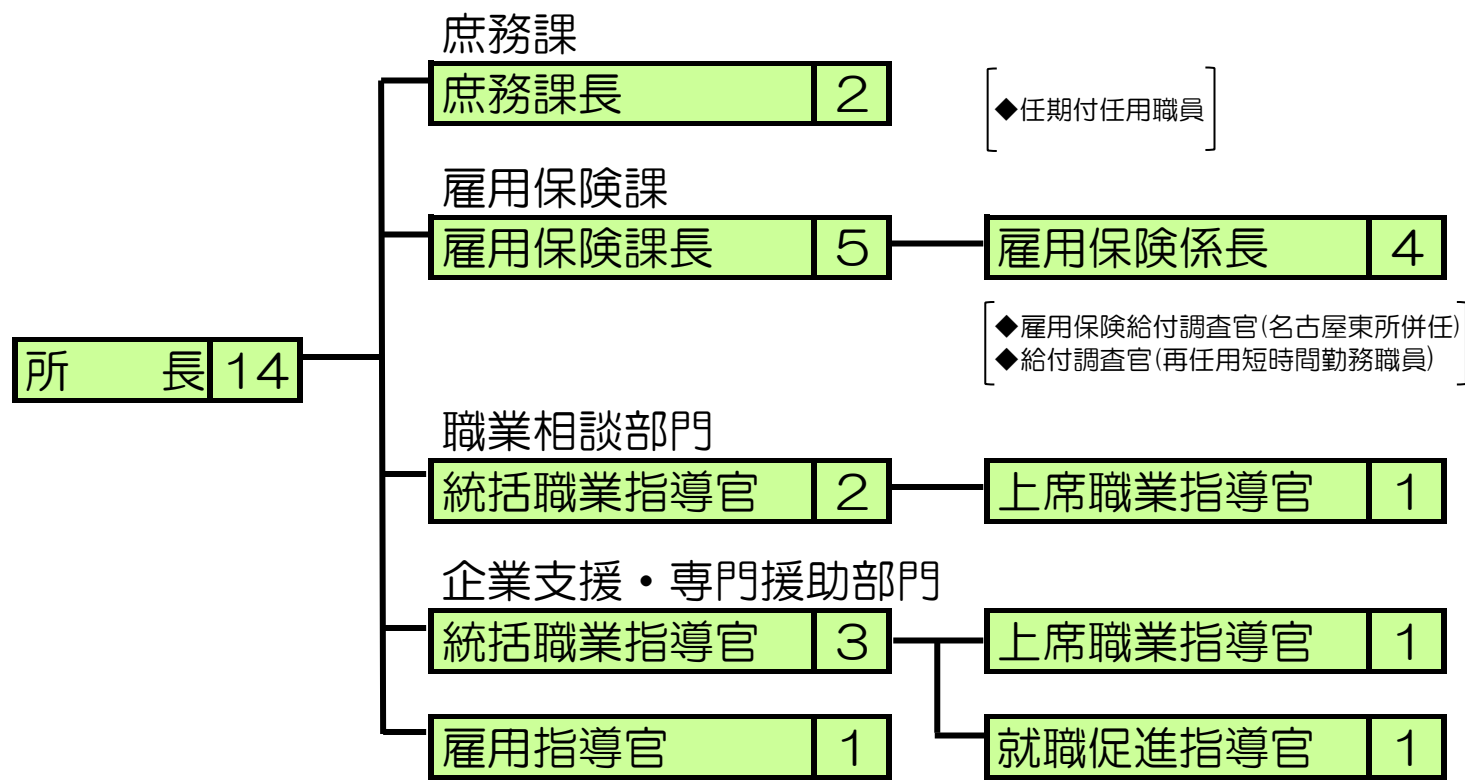 庶務課
庶務課長 2
◆任期付任用職員
雇用保険課
雇用保険課長 5
雇用保険係長 4
◆雇用保険給付調査官(名古屋東所併任)
◆給付調査官(再任用短時間勤務職員)
所　　長 14
職業相談部門
統括職業指導官 2
上席職業指導官 1
企業支援・専門援助部門
統括職業指導官 3
上席職業指導官 1
雇用指導官 1
就職促進指導官 1